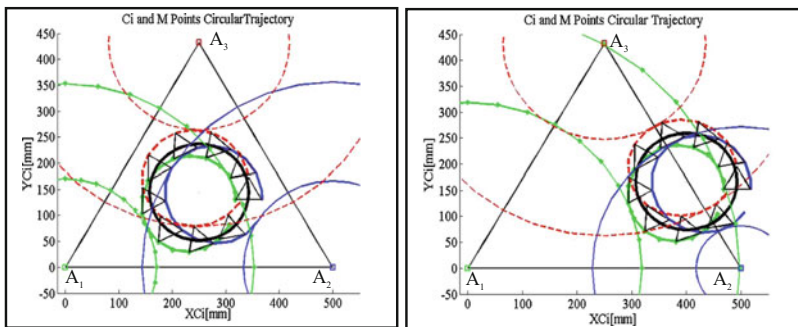 Ci and M Points CircularTrajectory
450
400
350
300
250
200
150
100
50
0
-50
YCi[mm]
0 100 200 300 400 500
XCi[mm]
A3
A1
A2
Ci and M Points Circular Trajectory
450
400
350
300
250
200
150
100
50
0
-50
YCi[mm]
0 100 200 300 400 500
XCi[mm]
A3
A1
A2